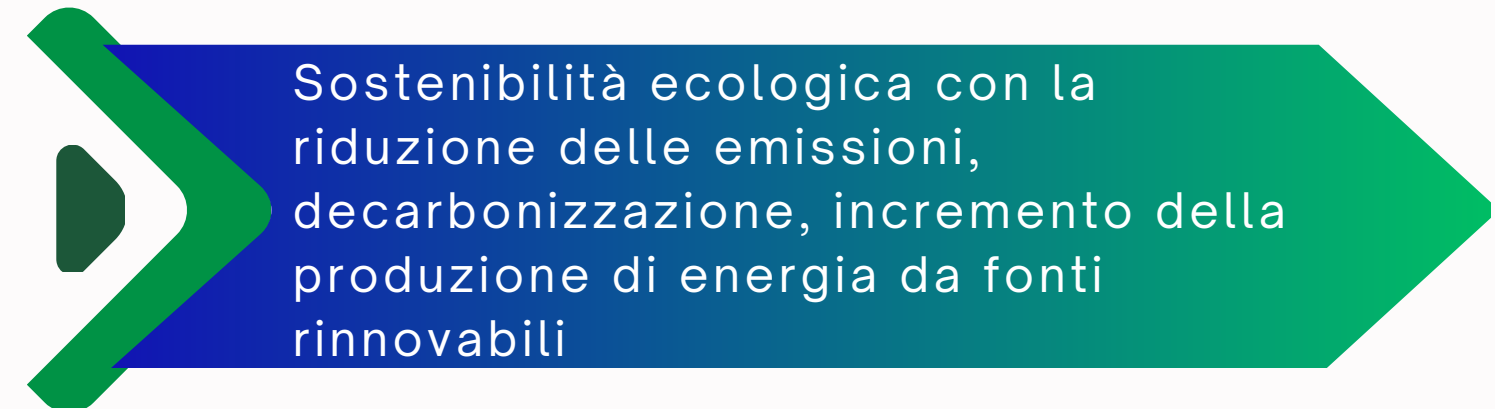 Sostenibilità ecologica con la
riduzione delle emissioni,
decarbonizzazione, incremento della
produzione di energia da fonti
rinnovabili